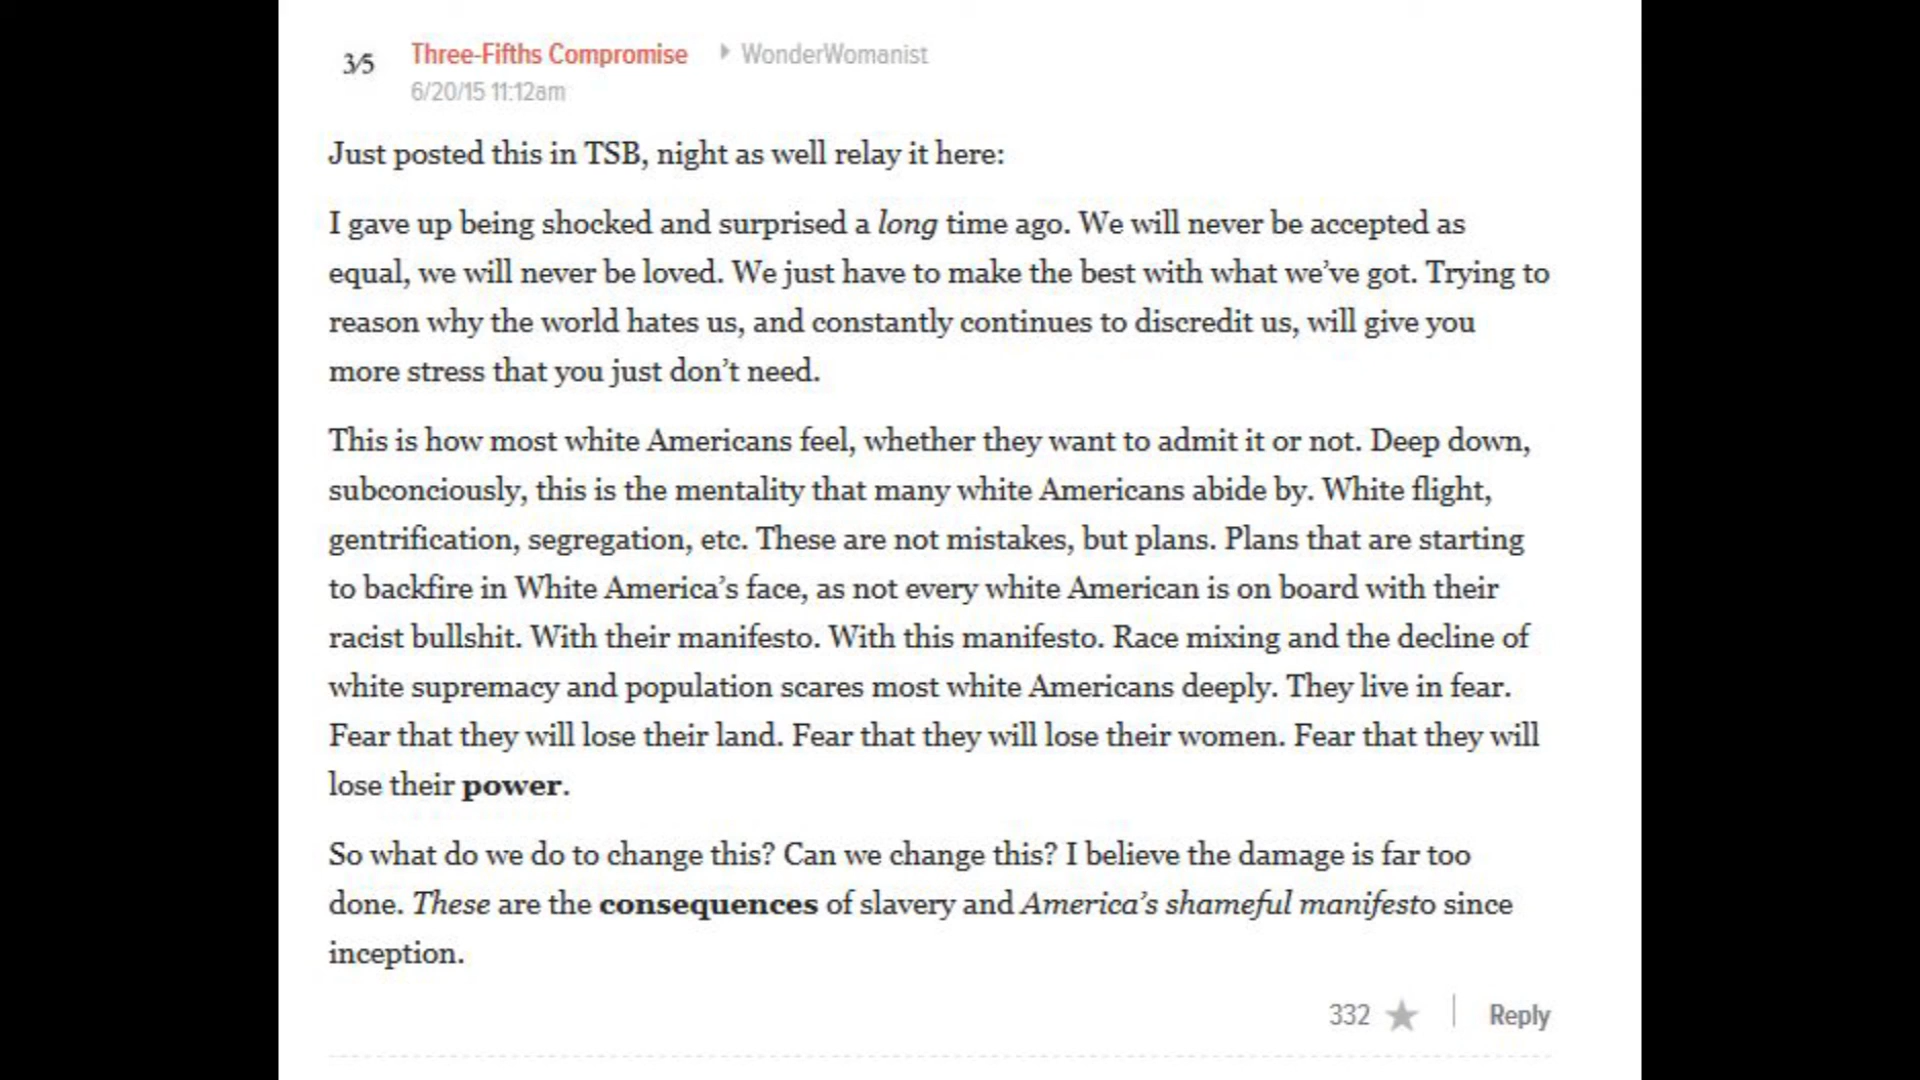 3/5 Three-Fifths Compromise WonderWomanist
6/20/15 11:12am
Just posted this in TSB, night as well relay it here:
I gave up being shocked and surprised a long time ago. We will never be accepted as
equal, we will never be loved. We just have to make the best with what we've got. Trying to
reason why the world hates us, and constantly continues to discredit us, will give you
more stress that you just don't need.
This is how most white Americans feel, whether they want to admit it or not. Deep down,
subconciously, this is the mentality that many white Americans abide by. White flight,
gentrification, segregation, etc. These are not mistakes, but plans. Plans that are starting
to backfire in White America's face, as not every white American is on board with their
racist bullshit. With their manifesto. With this manifesto. Race mixing and the decline of
white supremacy and population scares most white Americans deeply. They live in fear.
Fear that they will lose their land. Fear that they will lose their women. Fear that they will
lose their power.
So what do we do to change this? Can we change this? I believe the damage is far too
done. These are the consequences of slavery and America's shameful manifesto since
inception.
332 Reply